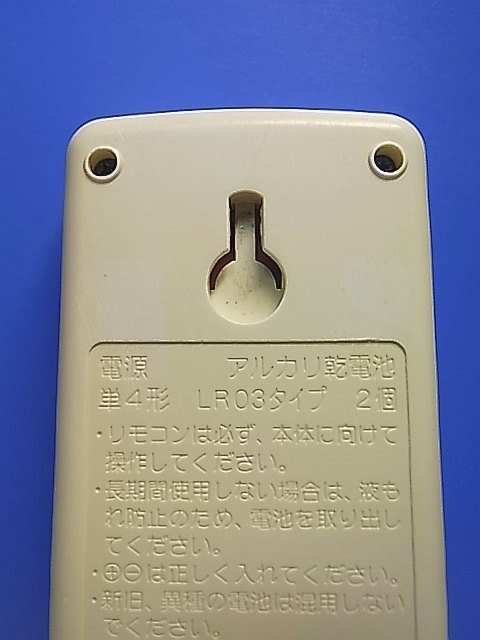 電源 アルカリ乾電池
単4形 LR03タイプ 2個
・リモコンは必ず、本体に向けて
操作してください。
・長期間使用しない場合は、液も
れ防止のため、電池を取り出し
てください。
・⊕⊖は正しく入れてください。
・新旧、異種の電池は混用しない
でください。